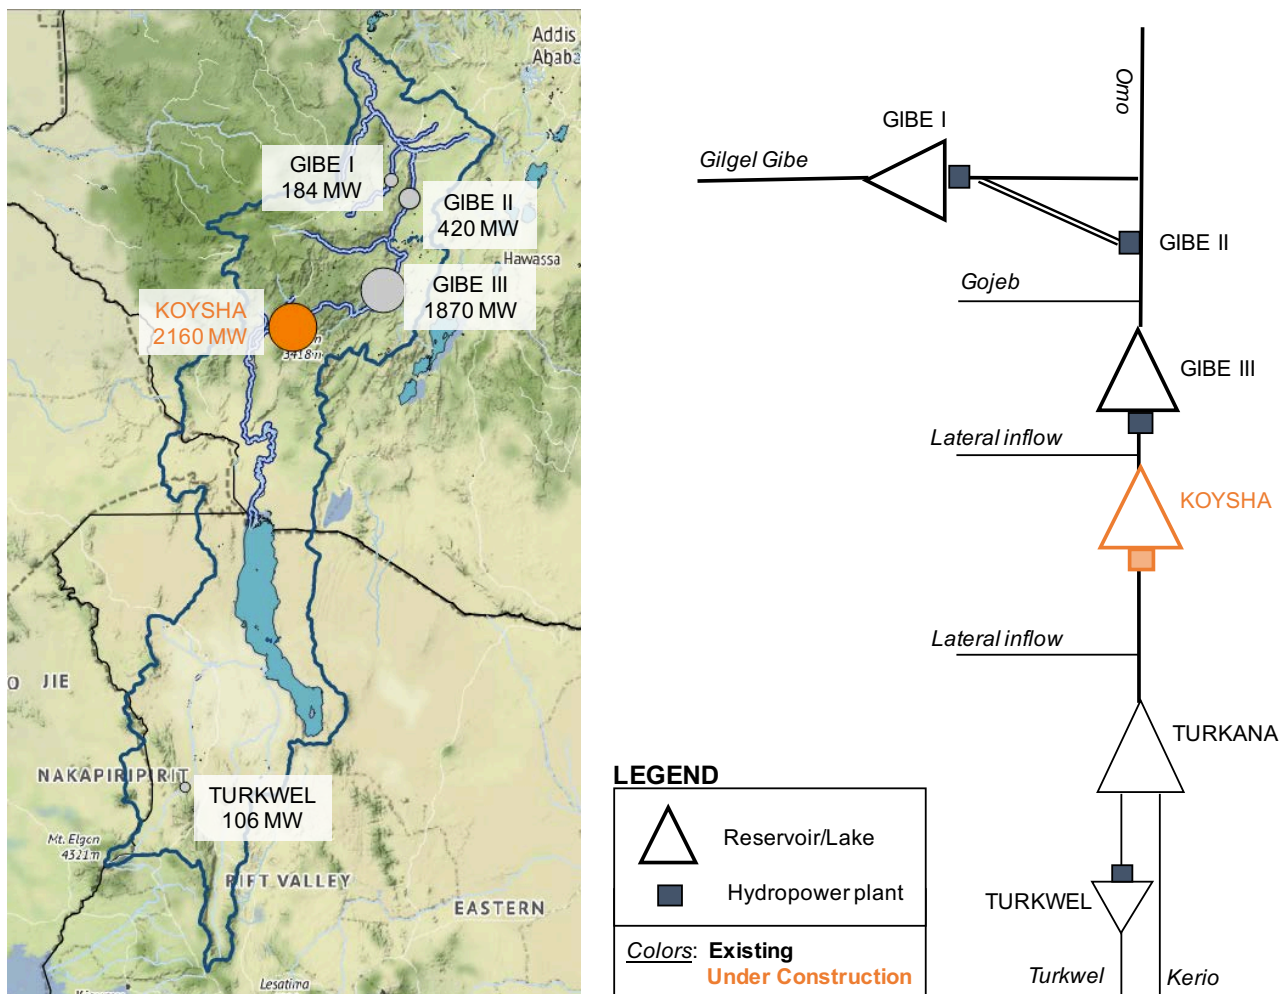 Addis
Ababa
GIBE I
184 MW
GIBE II
420 MW
Hawassa
GIBE III
1870 MW
KOYSHA
2160 MW
3418m
JIE
NAKAPIRIPIRIT
TURKWEL
106 MW
Mt. Elgon
4321m
RIFT VALLEY
EASTERN
Lesatima
Omo
GIBE I
Gilgel Gibe
GIBE II
Gojeb
GIBE III
Lateral inflow
KOYSHA
Lateral inflow
TURKANA
TURKWEL
Turkwel
Kerio
LEGEND
Reservoir/Lake
Hydropower plant
Colors: Existing
Under Construction